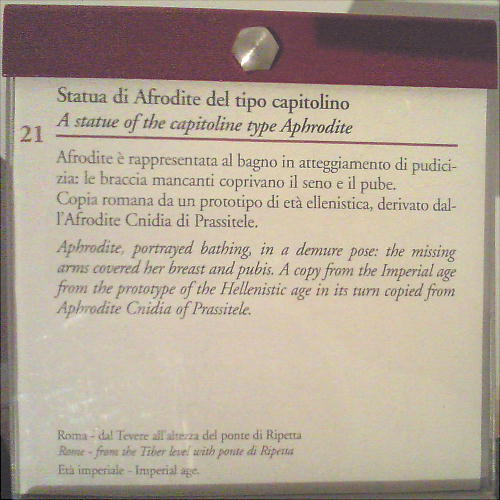 Statua di Afrodite del tipo capitolino
A statue of the capitoline type Aphrodite
21
Afrodite è rappresentata al bagno in atteggiamento di pudici-
zia: le braccia mancanti coprivano il seno e il pube.
Copia romana da un prototipo di età ellenistica, derivato dal-
l'Afrodite Cnidia di Prassitele.
Aphrodite, portrayed bathing, in a demure pose: the missing
arms covered her breast and pubis. A copy from the Imperial age
from the prototype of the Hellenistic age in its turn copied from
Aphrodite Cnidia of Prassitele.
Roma - dal Tevere all'altezza del ponte di Ripetta
Rome - from the Tiber level with ponte di Ripetta
Età imperiale - Imperial age.